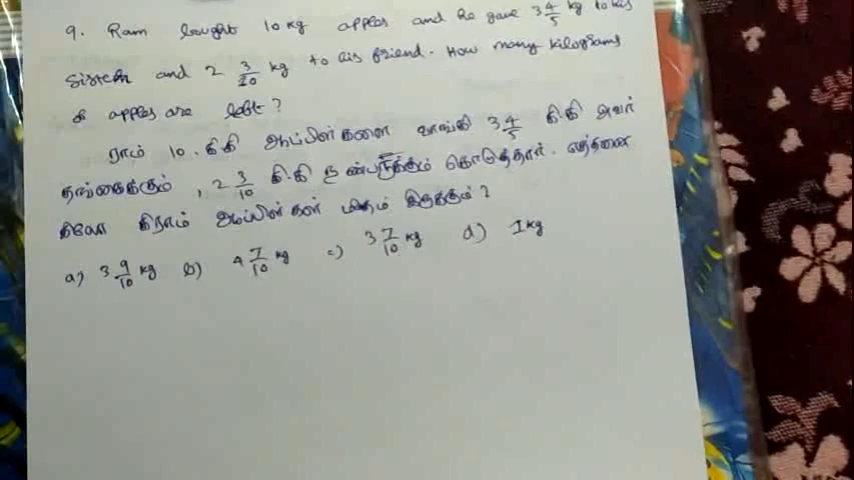 9. Ram bought 10 kg apples and he gave 3 4/5 kg to his
Sister and 2 3/10 kg to his friend. How many kilograms
of apples are left?
ராம் 10 கி.கி ஆப்பிள்களை வாங்கி 3 4/5 கி.கி அவர்
தங்கைக்கும், 2 3/10 கி.கி நண்பருக்கும் கொடுத்தார். எத்தனை
கிலோ கிராம் ஆப்பிள்கள் மீதம் இருக்கும்?
a) 3 9/10 kg b) 4 7/10 kg c) 3 7/10 kg d) 1 kg